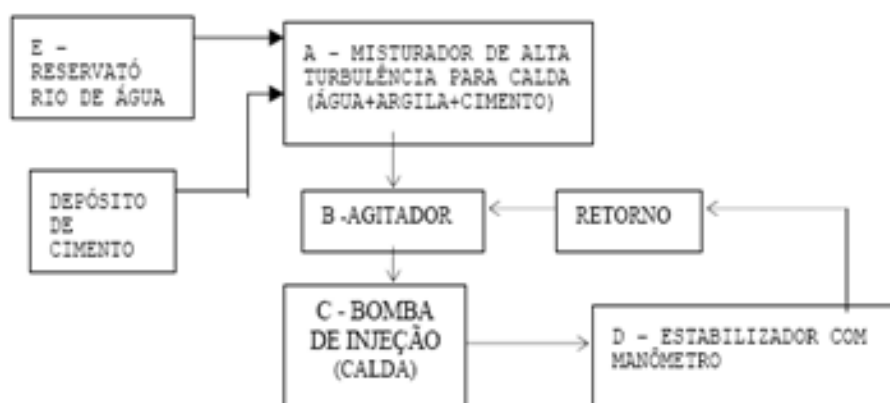 E –
RESERVATÓ
RIO DE ÁGUA
A – MISTURADOR DE ALTA
TURBULÊNCIA PARA CALDA
(ÁGUA+ARGILA+CIMENTO)
DEPÓSITO
DE
CIMENTO
B -AGITADOR
RETORNO
C - BOMBA
DE INJEÇÃO
(CALDA)
D – ESTABILIZADOR COM
MANÔMETRO